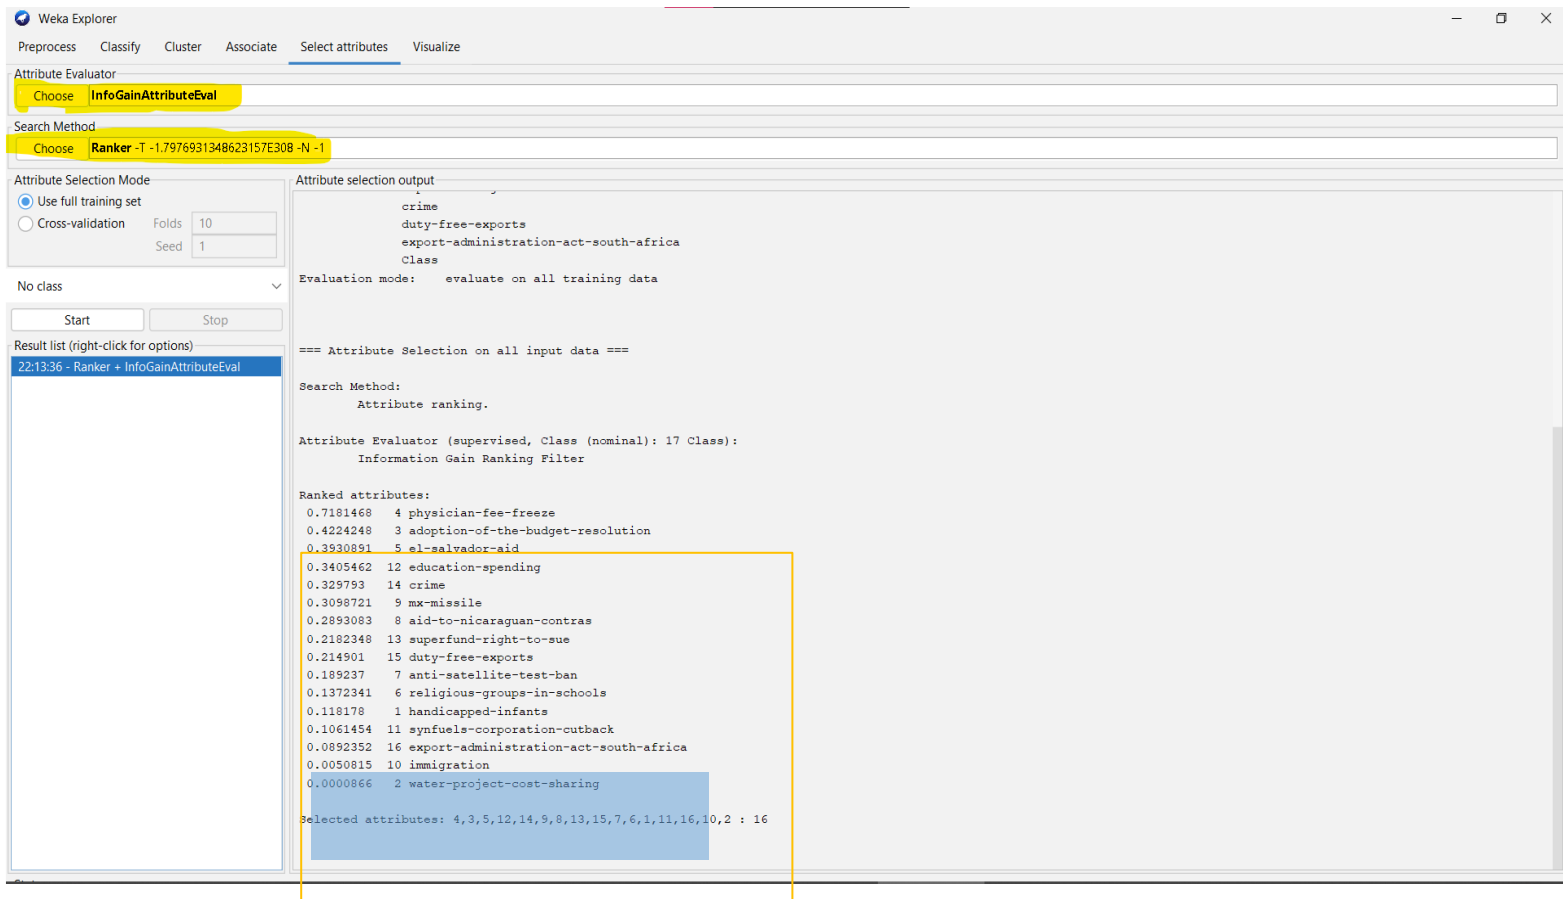 Weka Explorer
Preprocess Classify Cluster Associate Select attributes Visualize
Attribute Evaluator
Choose InfoGainAttributeEval
Search Method
Choose Ranker -T -1.7976931348623157E308 -N -1
Attribute Selection Mode
Use full training set
Cross-validation Folds 10
Seed 1
No class
Start Stop
Result list (right-click for options)
22:13:36 - Ranker + InfoGainAttributeEval
Attribute selection output
crime
duty-free-exports
export-administration-act-south-africa
Class
Evaluation mode: evaluate on all training data
=== Attribute Selection on all input data ===
Search Method:
Attribute ranking.
Attribute Evaluator (supervised, Class (nominal): 17 Class):
Information Gain Ranking Filter
Ranked attributes:
0.7181468 4 physician-fee-freeze
0.4224248 3 adoption-of-the-budget-resolution
0.3930891 5 el-salvador-aid
0.3405462 12 education-spending
0.329793 14 crime
0.3098721 9 mx-missile
0.2893083 8 aid-to-nicaraguan-contras
0.2182348 13 superfund-right-to-sue
0.214901 15 duty-free-exports
0.189237 7 anti-satellite-test-ban
0.1372341 6 religious-groups-in-schools
0.118178 1 handicapped-infants
0.1061454 11 synfuels-corporation-cutback
0.0892352 16 export-administration-act-south-africa
0.0050815 10 immigration
0.0000866 2 water-project-cost-sharing
Selected attributes: 4,3,5,12,14,9,8,13,15,7,6,1,11,16,10,2 : 16